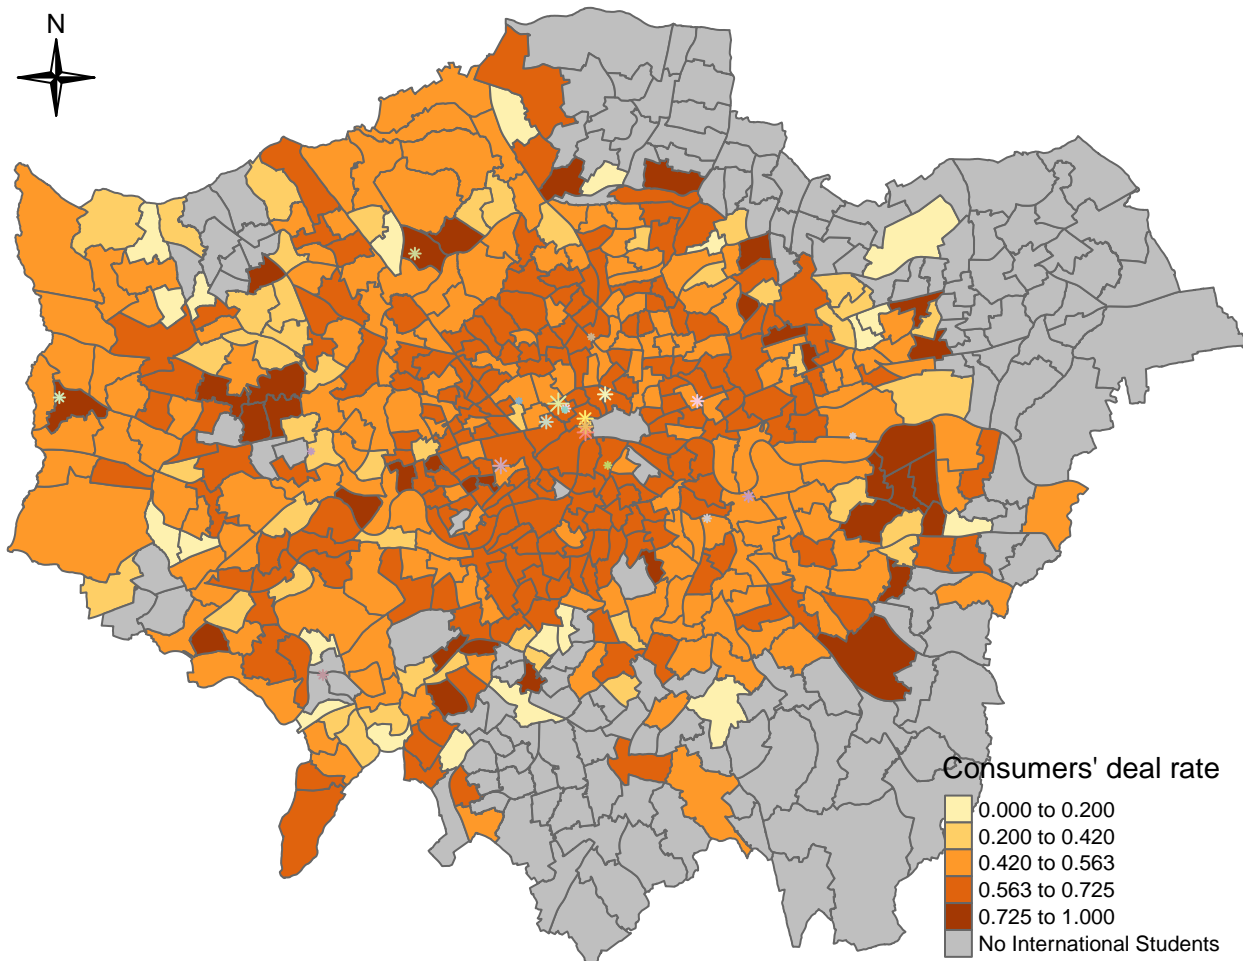 N
Consumers' deal rate
0.000 to 0.200
0.200 to 0.420
0.420 to 0.563
0.563 to 0.725
0.725 to 1.000
No International Students